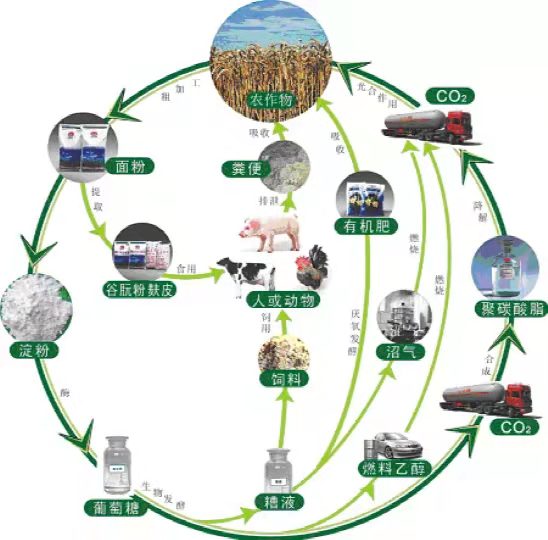 农作物
粗加工
光合作用
CO₂
吸收
吸收
面粉
粪便
提取
排泄
有机肥
燃烧
燃烧
降解
谷朊粉麸皮
食用
人或动物
聚碳酸脂
淀粉
饲用
厌氧发酵
沼气
合成
饲料
酶
CO₂
燃料乙醇
葡萄糖
生物发酵
糟液